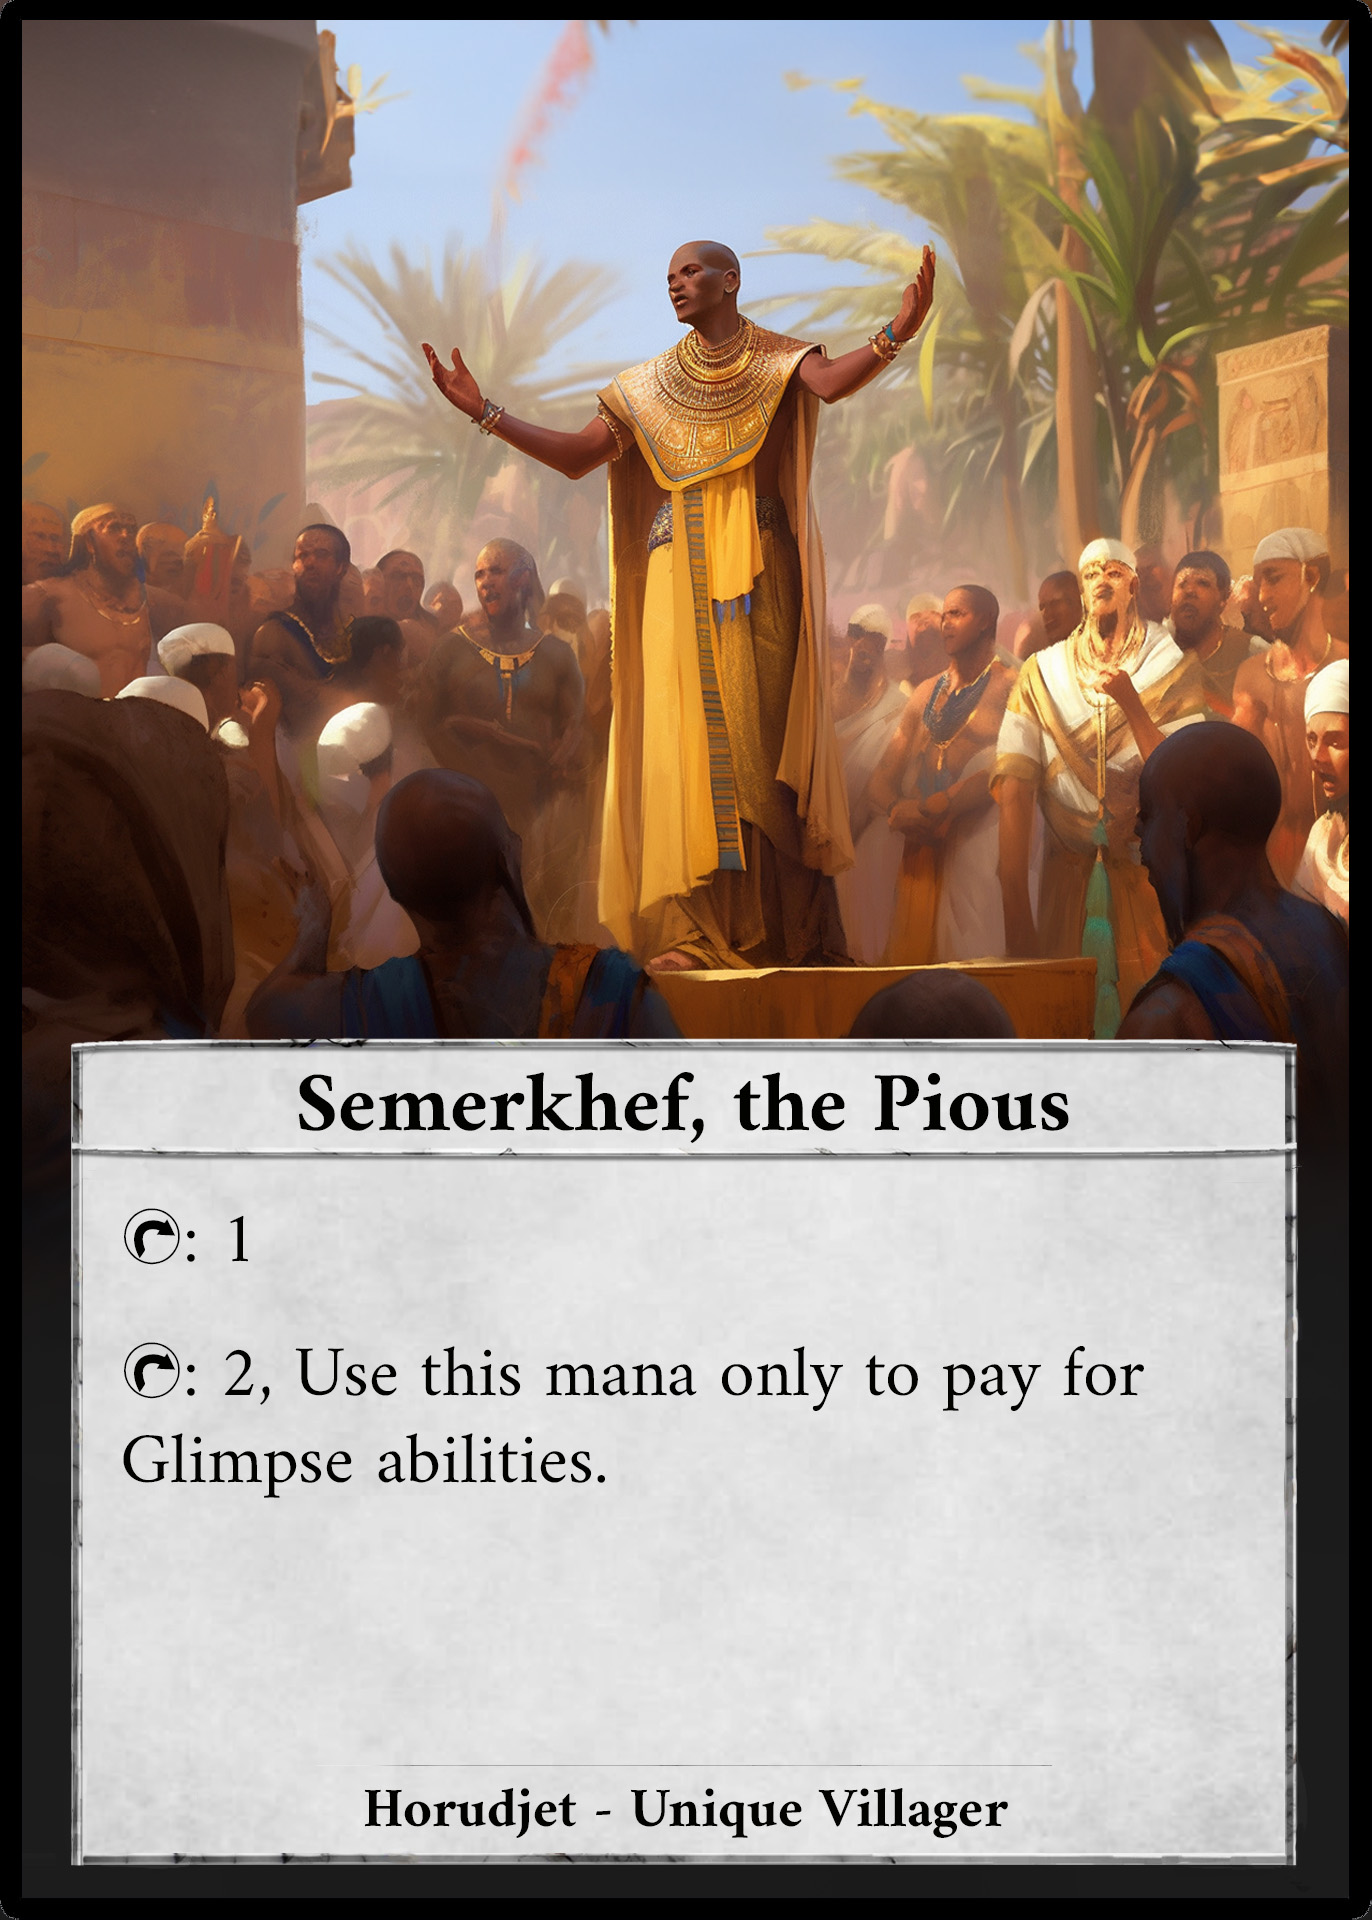 Semerkhef, the Pious
: 1
: 2, Use this mana only to pay for
Glimpse abilities.
Horudjet - Unique Villager